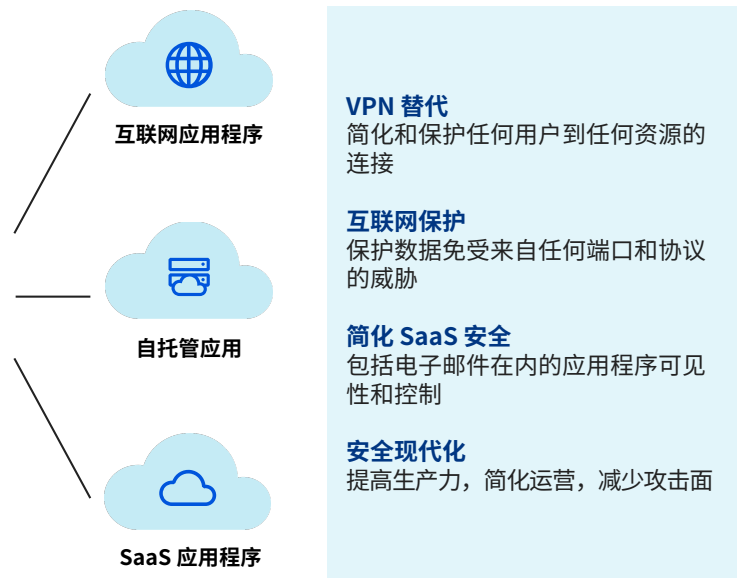 互联网应用程序
自托管应用
SaaS 应用程序
VPN 替代
简化和保护任何用户到任何资源的
连接
互联网保护
保护数据免受来自任何端口和协议
的威胁
简化 SaaS 安全
包括电子邮件在内的应用程序可见
性和控制
安全现代化
提高生产力，简化运营，减少攻击面